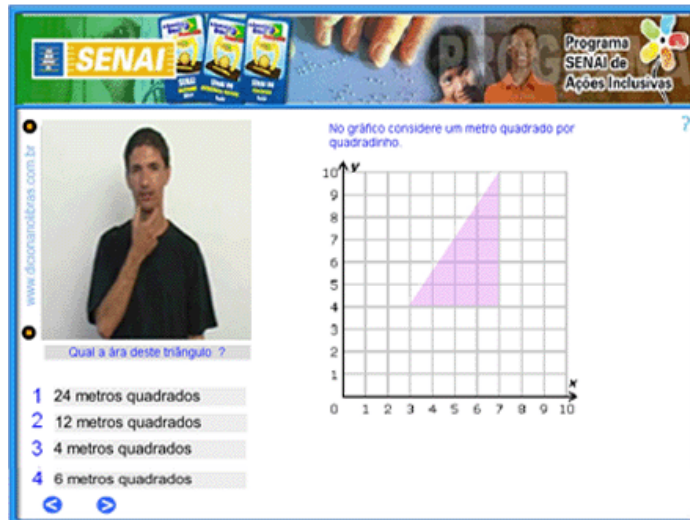 SENAI
PROGRAMA
Programa
SENAI de
Ações Inclusivas
?
www.dicionariolibras.com.br
No gráfico considere um metro quadrado por
quadradinho.
y
10
9
8
7
6
5
4
3
2
1
x
0 1 2 3 4 5 6 7 8 9 10
Qual a ára deste triângulo ?
1 24 metros quadrados
2 12 metros quadrados
3 4 metros quadrados
4 6 metros quadrados